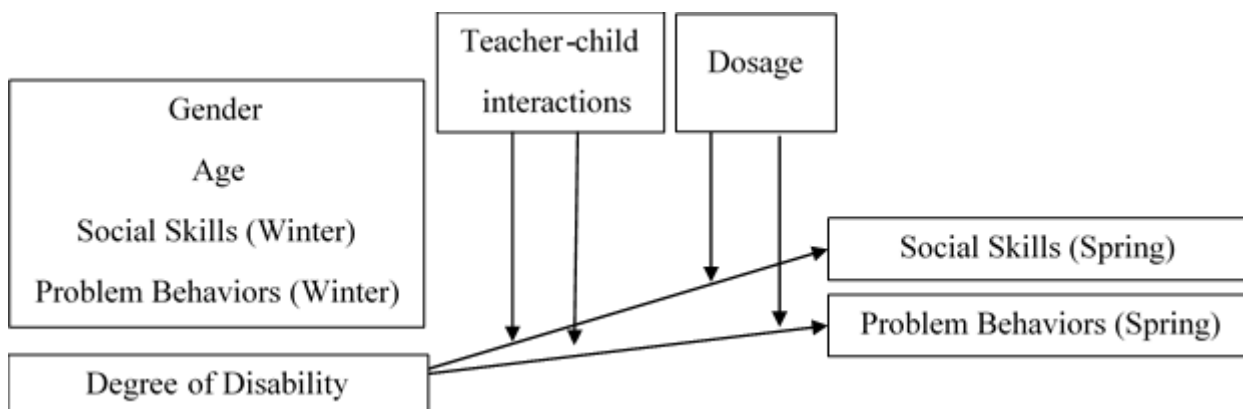 Gender
Age
Social Skills (Winter)
Problem Behaviors (Winter)
Degree of Disability
Teacher-child
interactions
Dosage
Social Skills (Spring)
Problem Behaviors (Spring)